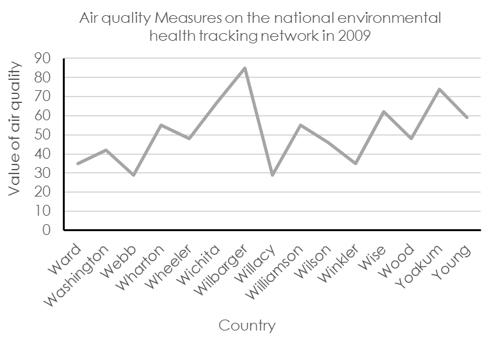 Air quality Measures on the national environmental
health tracking network in 2009
Value of air quality
90
80
70
60
50
40
30
20
10
0
Ward
Washington
Webb
Wharton
Wheeler
Wichita
Wilbarger
Willacy
Williamson
Wilson
Winkler
Wise
Wood
Yoakum
Young
Country